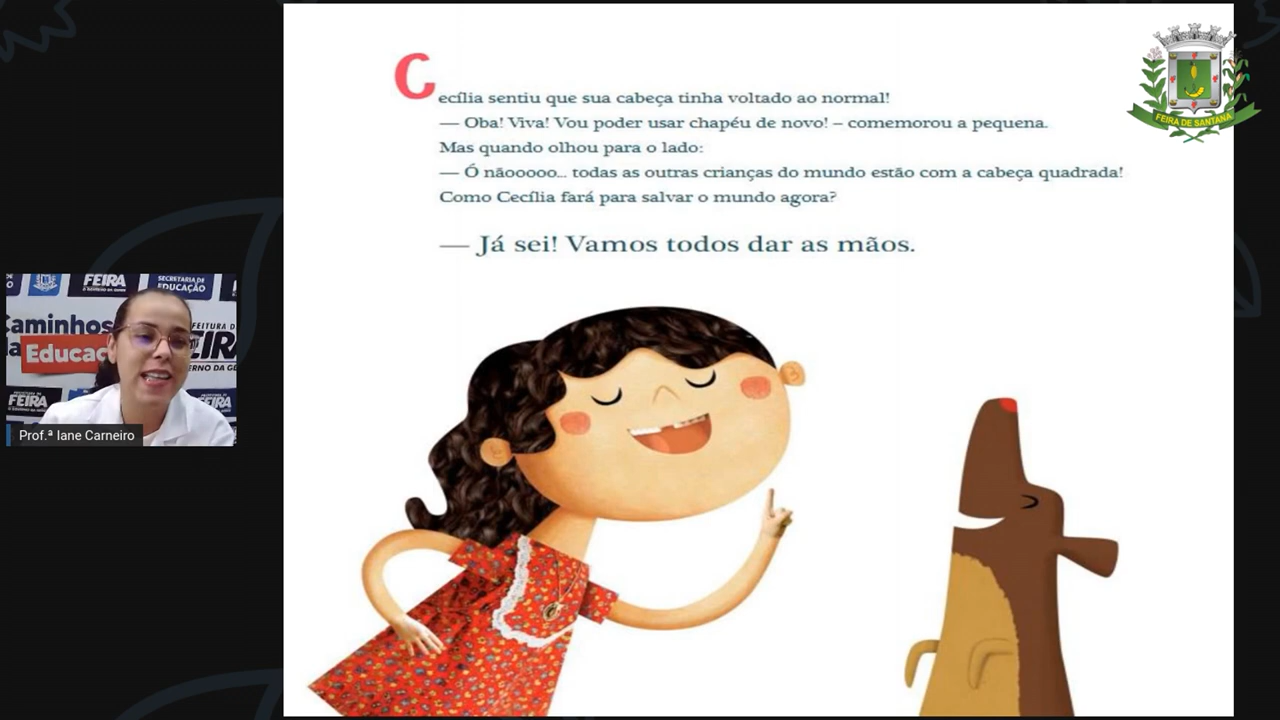 Cecília sentiu que sua cabeça tinha voltado ao normal!
— Oba! Viva! Vou poder usar chapéu de novo! – comemorou a pequena.
Mas quando olhou para o lado:
— Ó nãooooo... todas as outras crianças do mundo estão com a cabeça quadrada!
Como Cecília fará para salvar o mundo agora?
— Já sei! Vamos todos dar as mãos.
FEIRA DE SANTANA
FEIRA
SECRETARIA DE
EDUCAÇÃO
Caminhos
Educac
FEIRA
FEIRA
Prof.ª Iane Carneiro